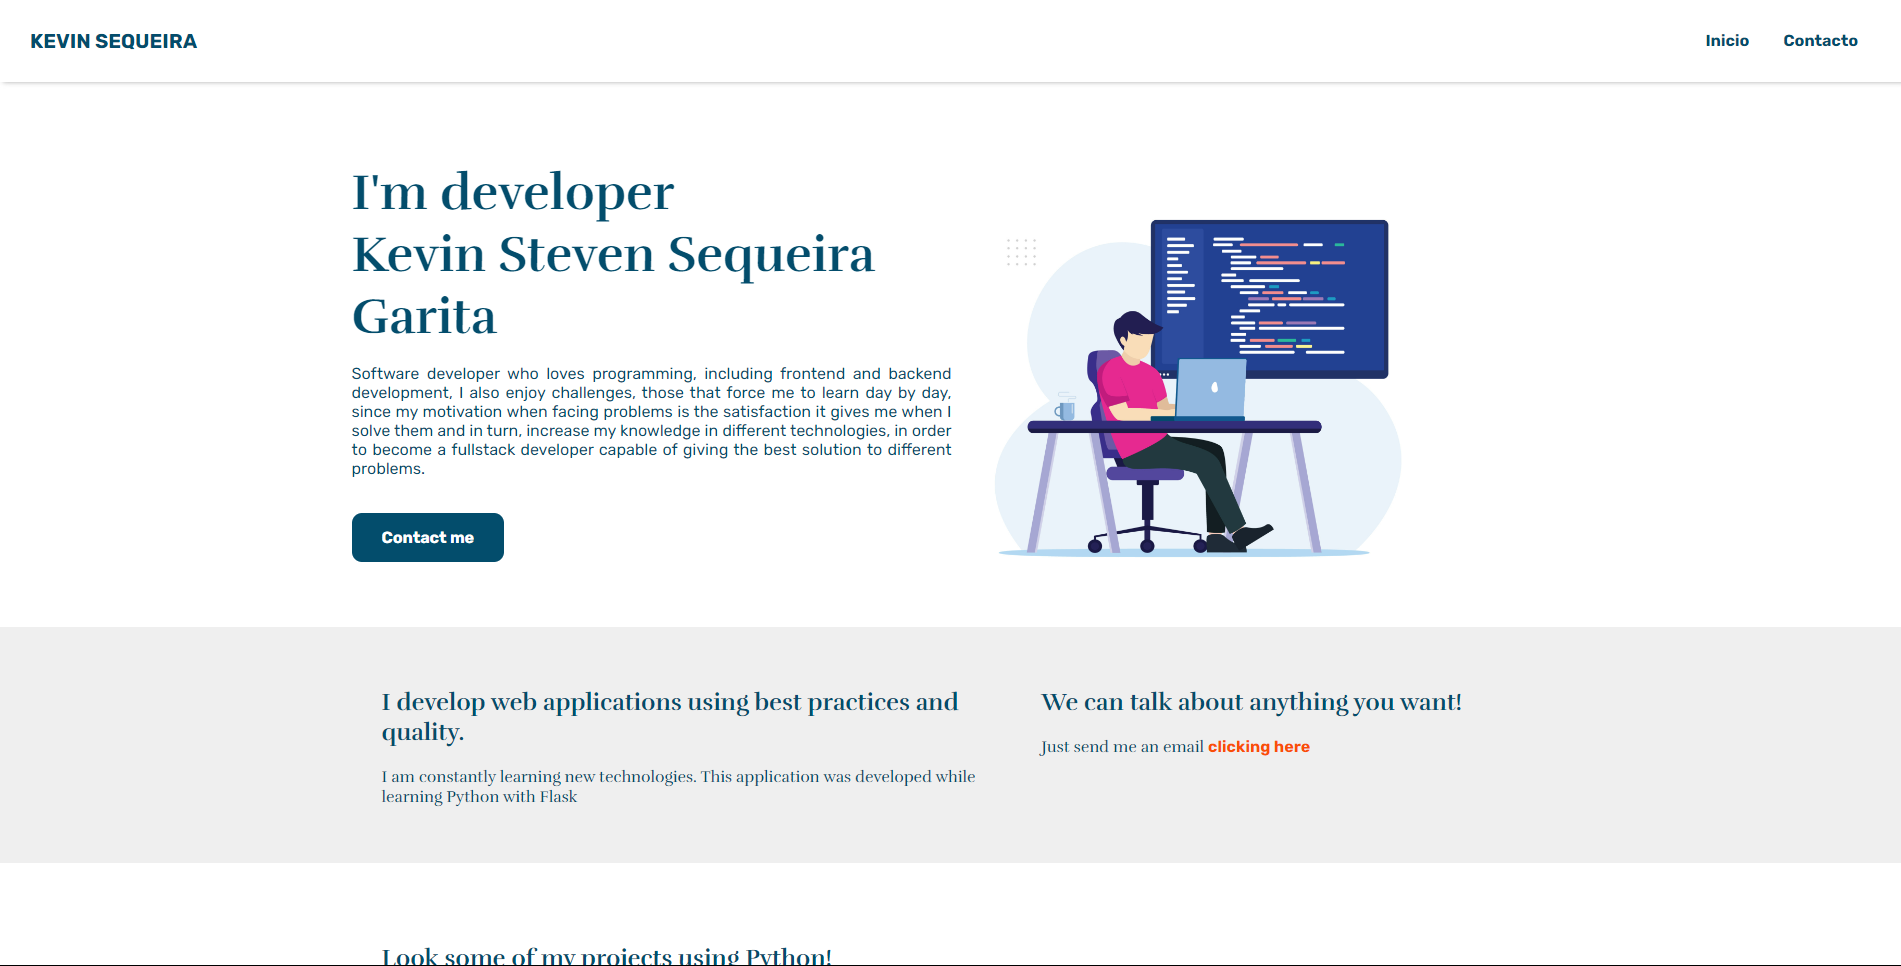 KEVIN SEQUEIRA
Inicio
Contacto
I'm developer
Kevin Steven Sequeira
Garita
Software developer who loves programming, including frontend and backend
development, I also enjoy challenges, those that force me to learn day by day,
since my motivation when facing problems is the satisfaction it gives me when I
solve them and in turn, increase my knowledge in different technologies, in order
to become a fullstack developer capable of giving the best solution to different
problems.
Contact me
I develop web applications using best practices and
quality.
I am constantly learning new technologies. This application was developed while
learning Python with Flask
We can talk about anything you want!
Just send me an email clicking here
Look some of my projects using Python!